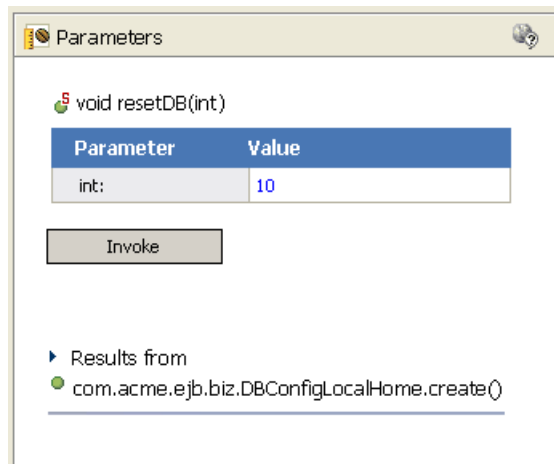 Parameters
void resetDB(int)
Parameter Value
int: 10
Invoke
Results from
com.acme.ejb.biz.DBConfigLocalHome.create()